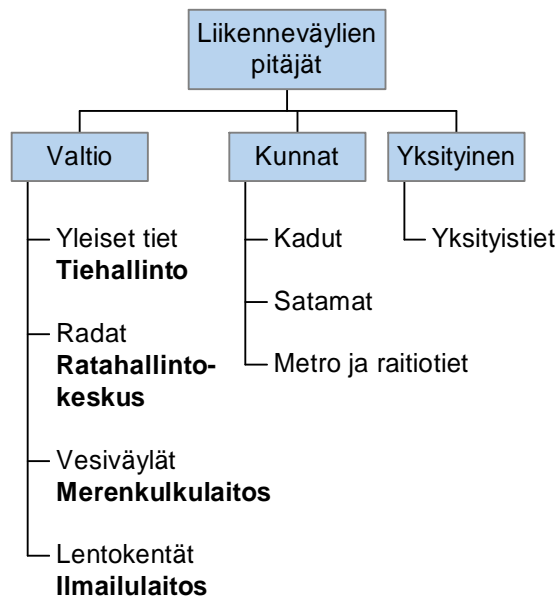 Liikenneväylien
pitäjät
Valtio
Kunnat
Yksityinen
Yleiset tiet
Tiehallinto
Radat
Ratahallinto-
keskus
Vesiväylät
Merenkulkulaitos
Lentokentät
Ilmailulaitos
Kadut
Satamat
Metro ja raitiotiet
Yksityistiet